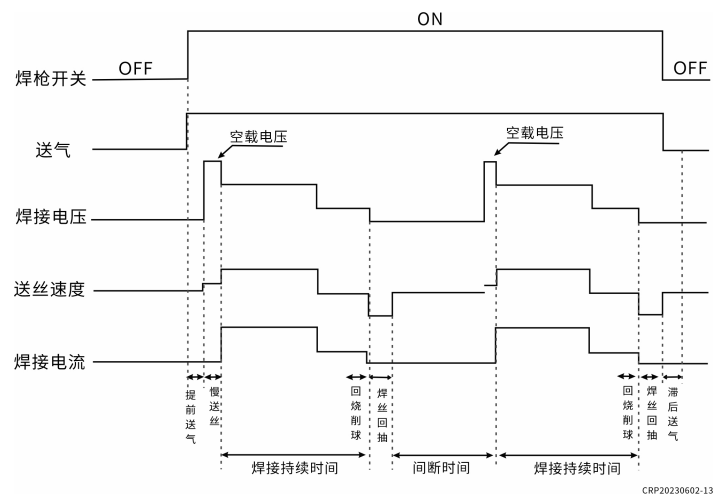 ON
OFF
OFF
焊枪开关
送气
空载电压
空载电压
焊接电压
送丝速度
焊接电流
提前送气
慢送丝
回烧削球
焊丝回抽
回烧削球
焊丝回抽
滞后送气
焊接持续时间
间断时间
焊接持续时间
CRP20230602-13